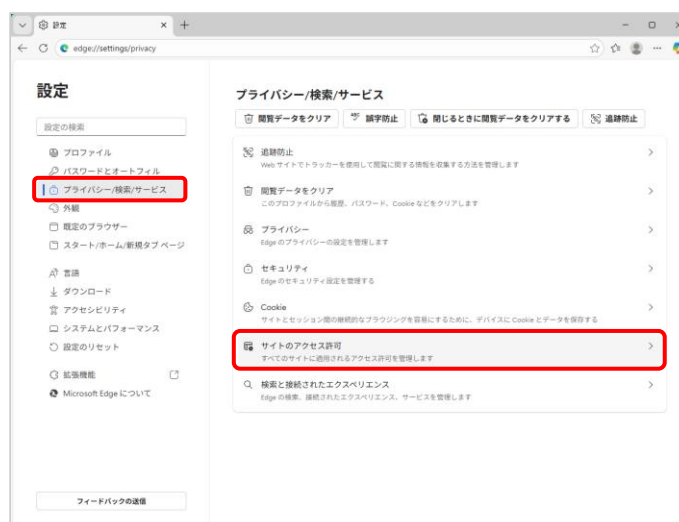 設定
edge://settings/privacy
設定
設定の検索
プロファイル
パスワードとオートフィル
プライバシー/検索/サービス
外観
既定のブラウザー
スタート/ホーム/新規タブ ページ
言語
ダウンロード
アクセシビリティ
システムとパフォーマンス
設定のリセット
拡張機能
Microsoft Edge について
フィードバックの送信
プライバシー/検索/サービス
閲覧データをクリア
誤字防止
閉じるときに閲覧データをクリアする
追跡防止
追跡防止
Web サイトでトラッカーを使用して閲覧に関する情報を収集する方法を管理します
閲覧データをクリア
このプロファイルから履歴、パスワード、Cookie などをクリアします
プライバシー
Edge のプライバシーの設定を管理します
セキュリティ
Edge のセキュリティ設定を管理する
Cookie
サイトとセッション間の継続的なブラウジングを容易にするために、デバイスに Cookie とデータを保存する
サイトのアクセス許可
すべてのサイトに適用されるアクセス許可を管理します
検索と接続されたエクスペリエンス
Edge の検索、接続されたエクスペリエンス、サービスを管理します